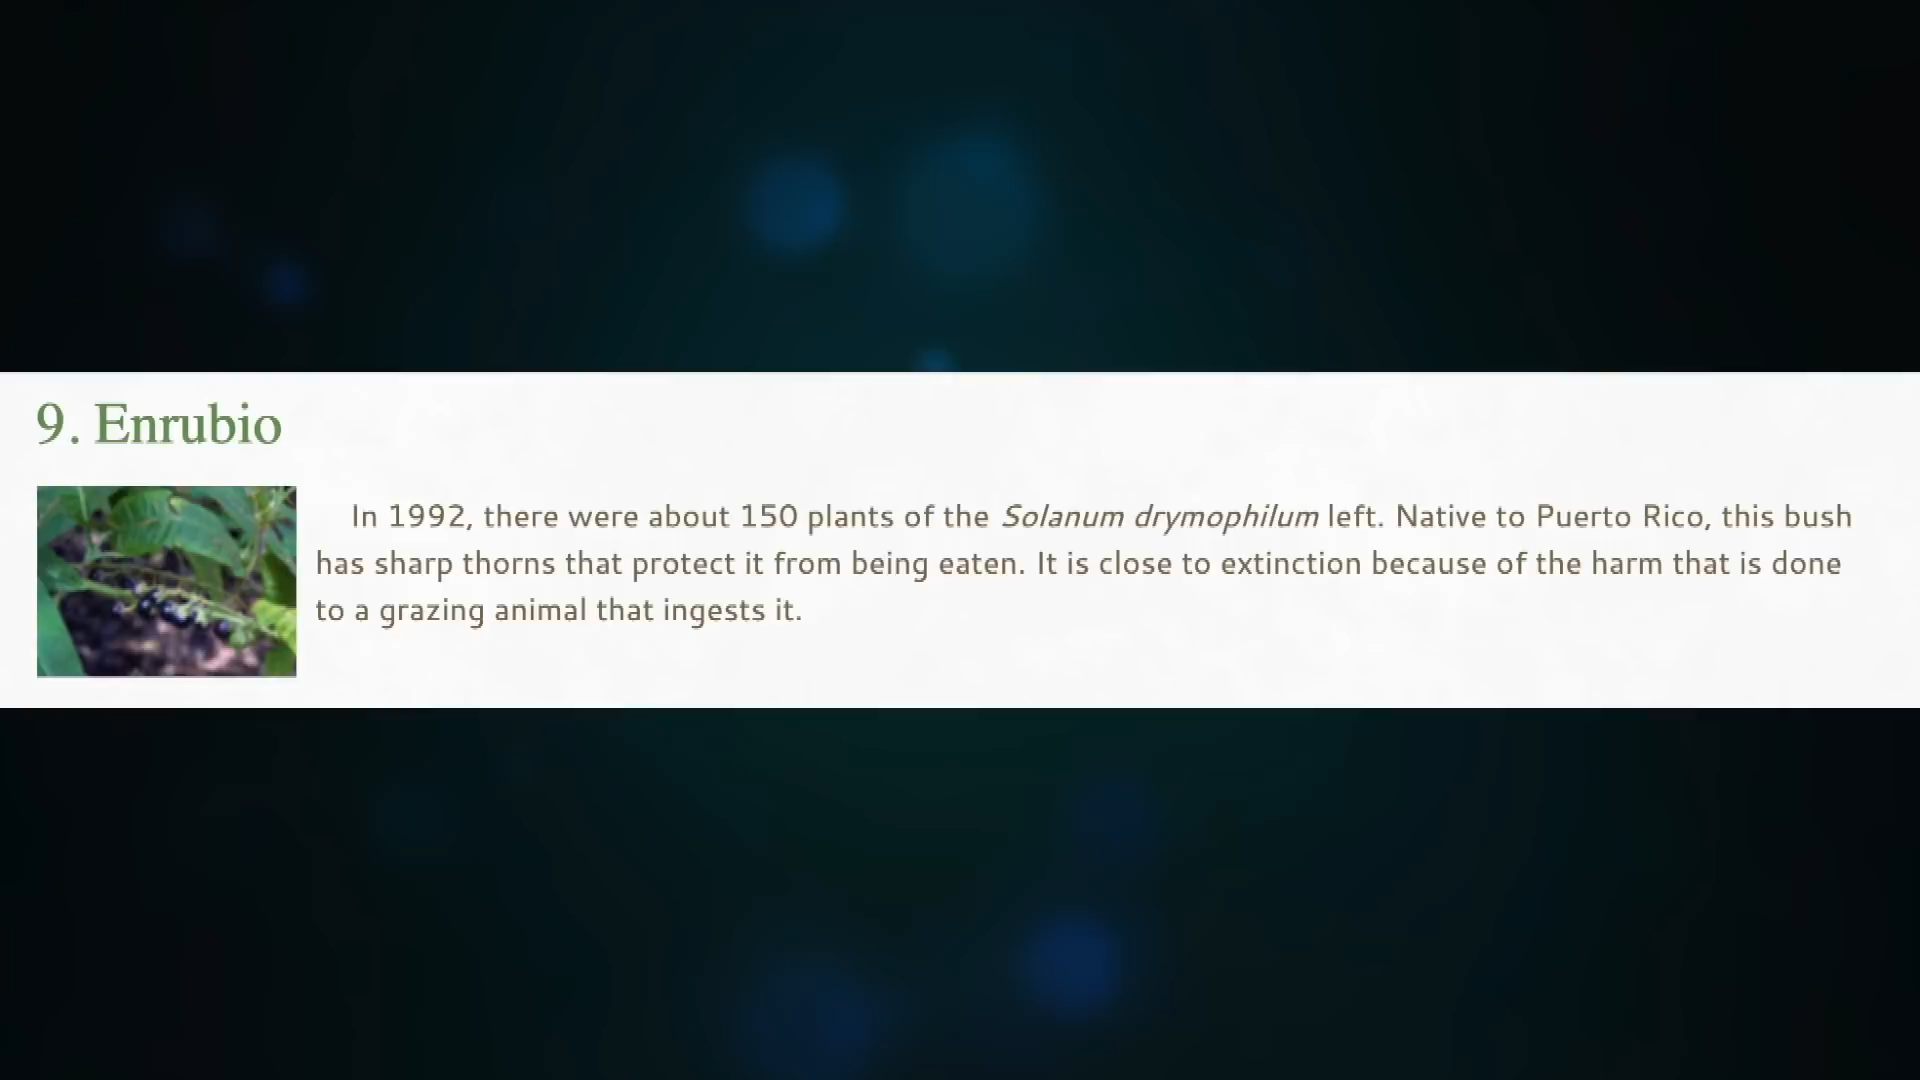 9. Enrubio
In 1992, there were about 150 plants of the Solanum drymophilum left. Native to Puerto Rico, this bush
has sharp thorns that protect it from being eaten. It is close to extinction because of the harm that is done
to a grazing animal that ingests it.